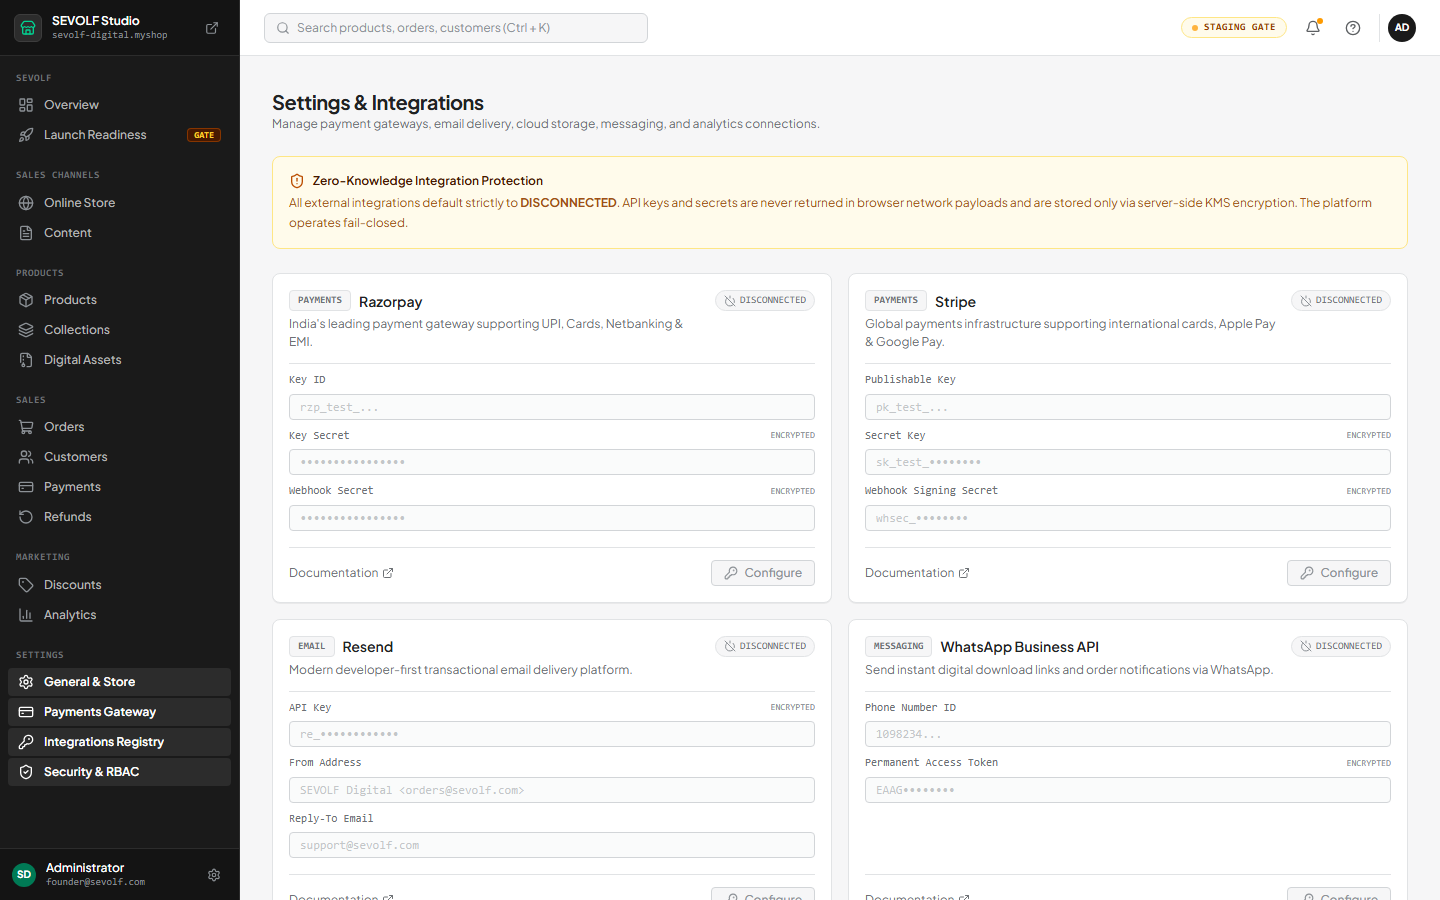 SEVOLF Studio
sevolf-digital.myshop
Search products, orders, customers (Ctrl + K)
STAGING GATE
AD
SEVOLF
Overview
Launch Readiness
GATE
SALES CHANNELS
Online Store
Content
PRODUCTS
Products
Collections
Digital Assets
SALES
Orders
Customers
Payments
Refunds
MARKETING
Discounts
Analytics
SETTINGS
General & Store
Payments Gateway
Integrations Registry
Security & RBAC
SD
Administrator
founder@sevolf.com
Settings & Integrations
Manage payment gateways, email delivery, cloud storage, messaging, and analytics connections.
Zero-Knowledge Integration Protection
All external integrations default strictly to DISCONNECTED. API keys and secrets are never returned in browser network payloads and are stored only via server-side KMS encryption. The platform
operates fail-closed.
PAYMENTS
Razorpay
DISCONNECTED
India's leading payment gateway supporting UPI, Cards, Netbanking &
EMI.
Key ID
rzp_test_...
Key Secret
ENCRYPTED
••••••••••••••••
Webhook Secret
ENCRYPTED
••••••••••••••••
Documentation
Configure
PAYMENTS
Stripe
DISCONNECTED
Global payments infrastructure supporting international cards, Apple Pay
& Google Pay.
Publishable Key
pk_test_...
Secret Key
ENCRYPTED
sk_test_••••••••
Webhook Signing Secret
ENCRYPTED
whsec_••••••••
Documentation
Configure
EMAIL
Resend
DISCONNECTED
Modern developer-first transactional email delivery platform.
API Key
ENCRYPTED
re_••••••••••••
From Address
SEVOLF Digital <orders@sevolf.com>
Reply-To Email
support@sevolf.com
Documentation
Configure
MESSAGING
WhatsApp Business API
DISCONNECTED
Send instant digital download links and order notifications via WhatsApp.
Phone Number ID
1098234...
Permanent Access Token
ENCRYPTED
EAAG••••••••
Documentation
Configure